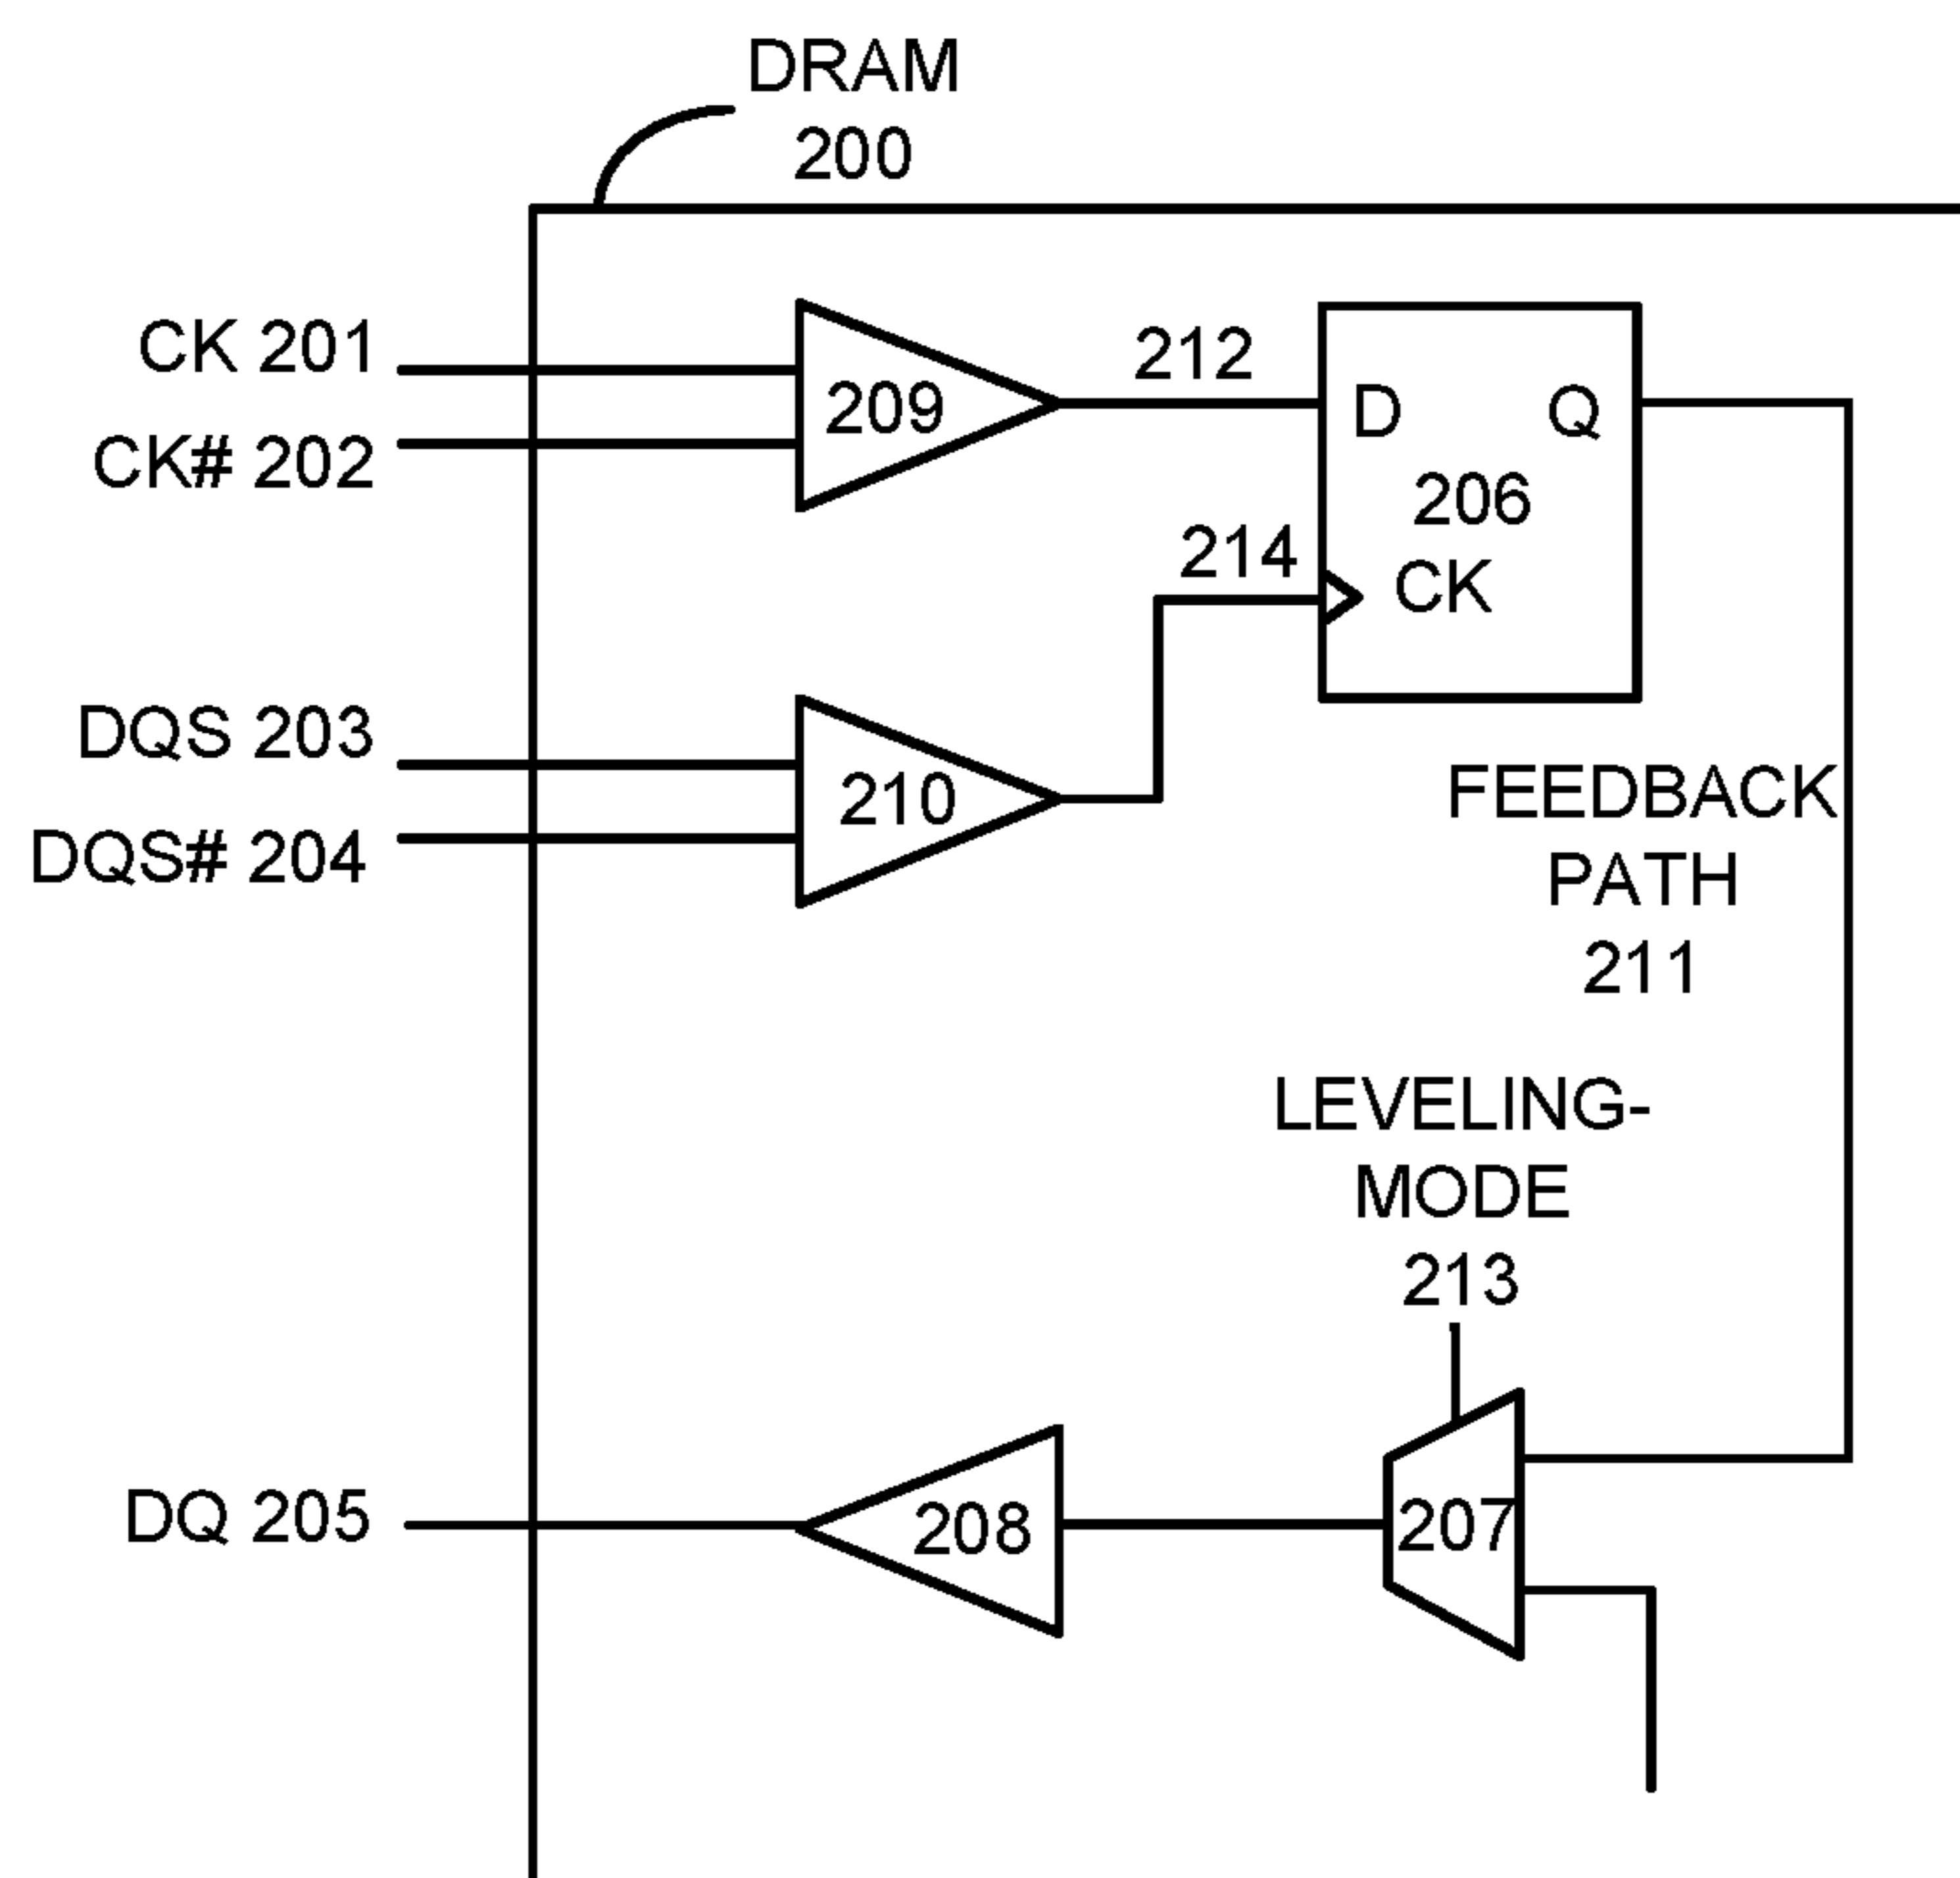 DRAM
200
CK 201
CK# 202
209
212
D
Q
206
214
CK
DQS 203
DQS# 204
210
FEEDBACK
PATH
211
LEVELING-
MODE
213
DQ 205
208
207